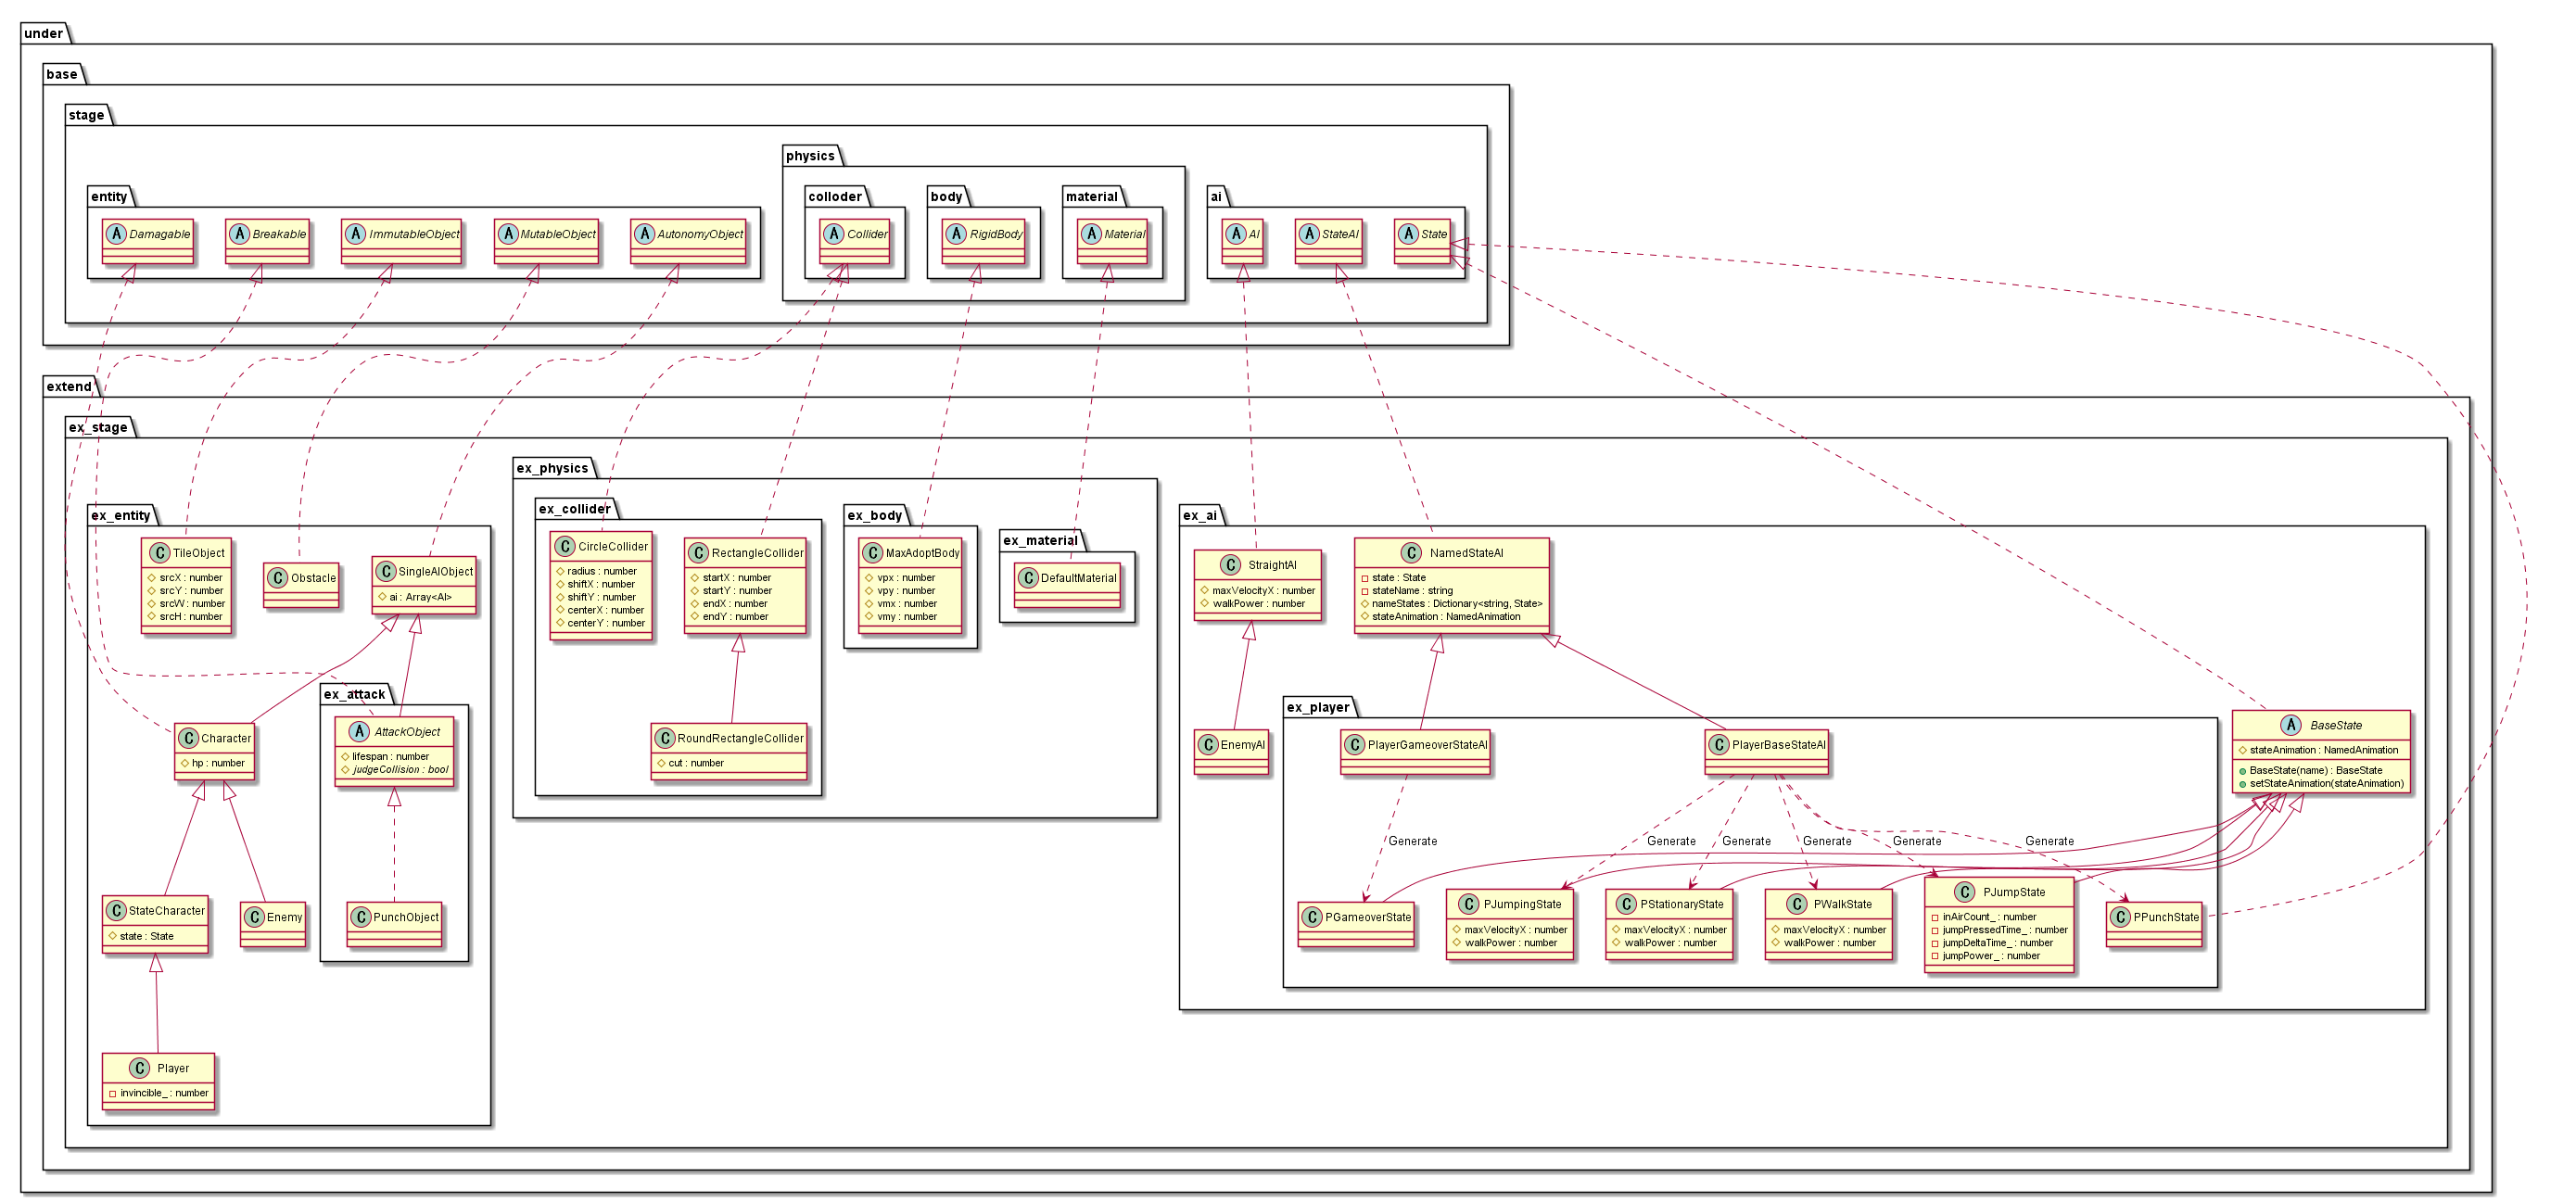 under
base
stage
physics
entity
colloder
body
material
ai
A Damagable
A Breakable
A ImmutableObject
A MutableObject
A AutonomyObject
A Collider
A RigidBody
A Material
A AI
A StateAI
A State
extend
ex_stage
ex_physics
ex_entity
ex_collider
ex_body
ex_material
ex_ai
C TileObject
srcX : number
srcY : number
srcW : number
srcH : number
C Obstacle
C SingleAIObject
ai : Array<AI>
C CircleCollider
radius : number
shiftX : number
shiftY : number
centerX : number
centerY : number
C RectangleCollider
startX : number
startY : number
endX : number
endY : number
C MaxAdoptBody
vpx : number
vpy : number
vmx : number
vmy : number
C DefaultMaterial
C StraightAI
maxVelocityX : number
walkPower : number
C NamedStateAI
state : State
stateName : string
nameStates : Dictionary<string, State>
stateAnimation : NamedAnimation
ex_attack
ex_player
C Character
hp : number
A AttackObject
lifespan : number
judgeCollision : bool
C RoundRectangleCollider
cut : number
C EnemyAI
C PlayerGameoverStateAI
C PlayerBaseStateAI
A BaseState
stateAnimation : NamedAnimation
BaseState(name) : BaseState
setStateAnimation(stateAnimation)
Generate
Generate
Generate
Generate
Generate
Generate
C StateCharacter
state : State
C Enemy
C PunchObject
C PGameoverState
C PJumpingState
maxVelocityX : number
walkPower : number
C PStationaryState
maxVelocityX : number
walkPower : number
C PWalkState
maxVelocityX : number
walkPower : number
C PJumpState
inAirCount_ : number
jumpPressedTime_ : number
jumpDeltaTime_ : number
jumpPower_ : number
C PPunchState
C Player
invincible_ : number